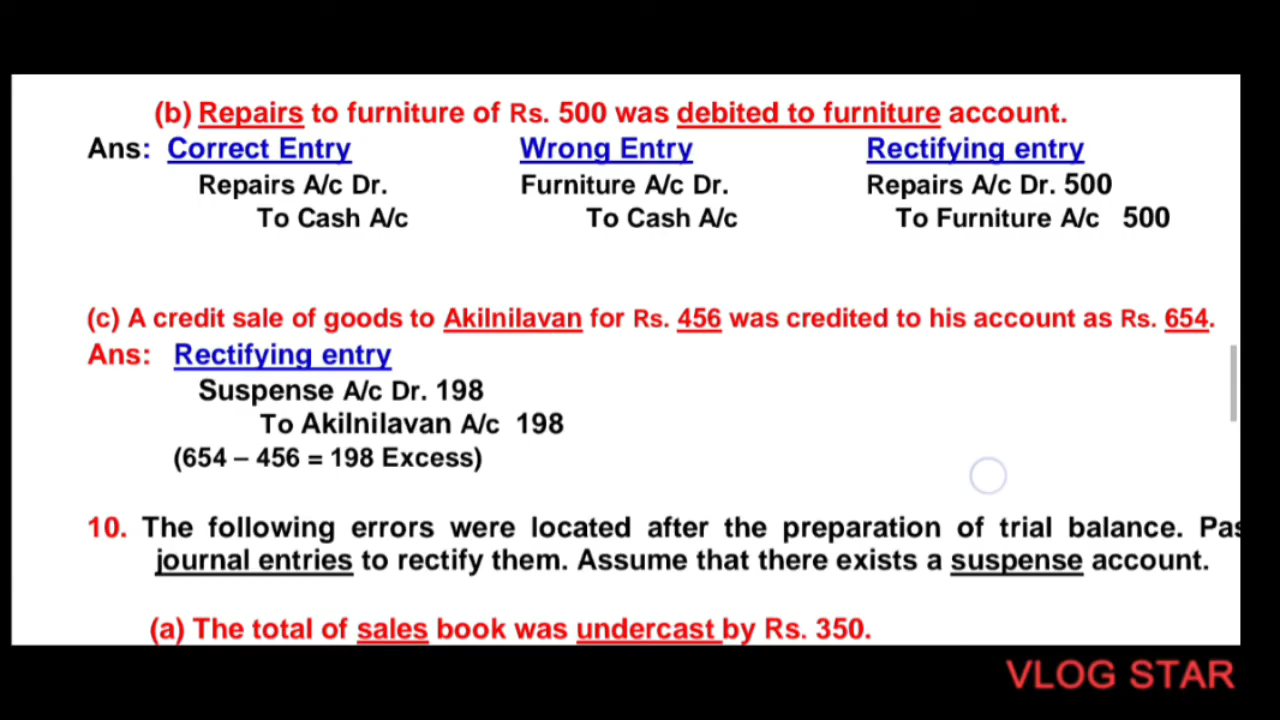 (b) Repairs to furniture of Rs. 500 was debited to furniture account.
Ans: Correct Entry Wrong Entry Rectifying entry
Repairs A/c Dr. Furniture A/c Dr. Repairs A/c Dr. 500
To Cash A/c To Cash A/c To Furniture A/c 500
(c) A credit sale of goods to Akilnilavan for Rs. 456 was credited to his account as Rs. 654.
Ans: Rectifying entry
Suspense A/c Dr. 198
To Akilnilavan A/c 198
(654 – 456 = 198 Excess)
10. The following errors were located after the preparation of trial balance.
journal entries to rectify them. Assume that there exists a suspense account.
(a) The total of sales book was undercast by Rs. 350.
VLOG STAR